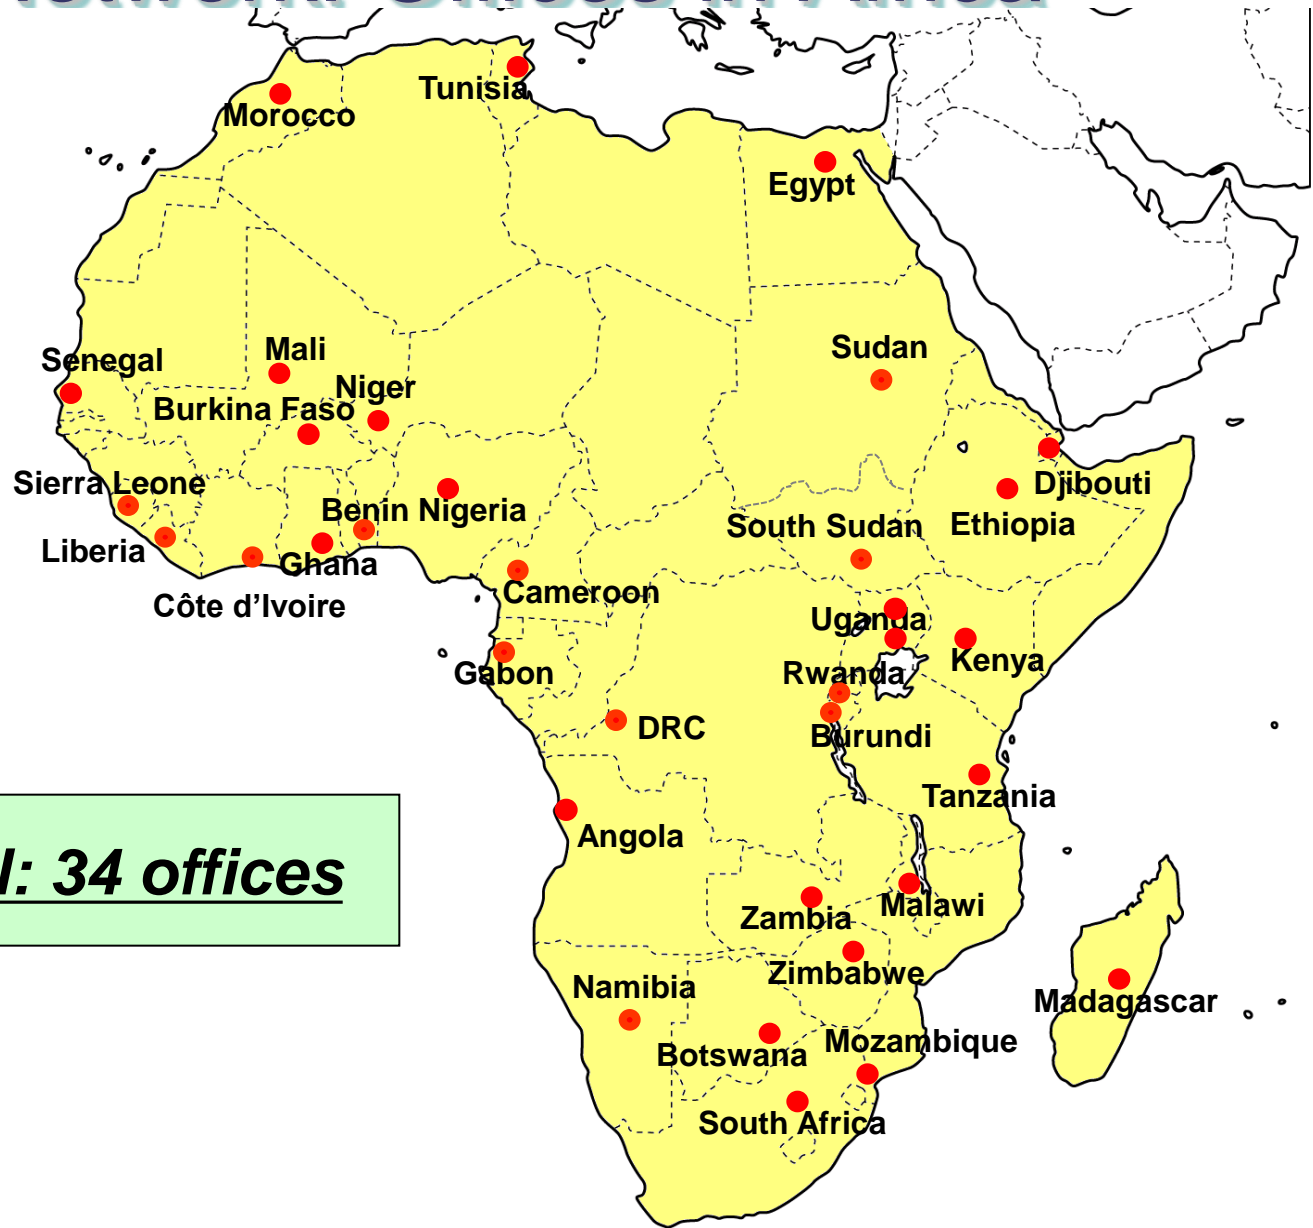 Tunisia
Morocco
Egypt
Sudan
Mali
Senegal
Niger
Burkina Faso
Sierra Leone
Djibouti
Benin Nigeria
Ethiopia
South Sudan
Liberia
Ghana
Cameroon
Côte d’Ivoire
Uganda
Kenya
Gabon
Rwanda
DRC
Burundi
Tanzania
Angola
: 34 offices
Malawi
Zambia
Zimbabwe
Namibia
Madagascar
Mozambique
Botswana
South Africa